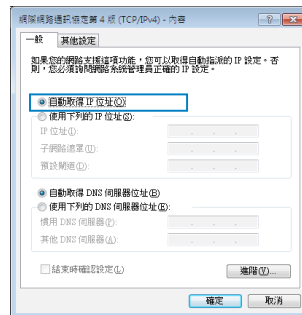 網際網路通訊協定第 4 版 (TCP/IPv4) - 內容
一般
其他設定
如果您的網路支援這項功能，您可以取得自動指派的 IP 設定。否
則，您必須詢問網路系統管理員正確的 IP 設定。
自動取得 IP 位址(O)
使用下列的 IP 位址(S):
IP 位址(I):
子網路遮罩(U):
預設閘道(D):
自動取得 DNS 伺服器位址(B)
使用下列的 DNS 伺服器位址(E):
慣用 DNS 伺服器(P):
其他 DNS 伺服器(A):
結束時確認設定(L)
進階(V)...
確定
取消